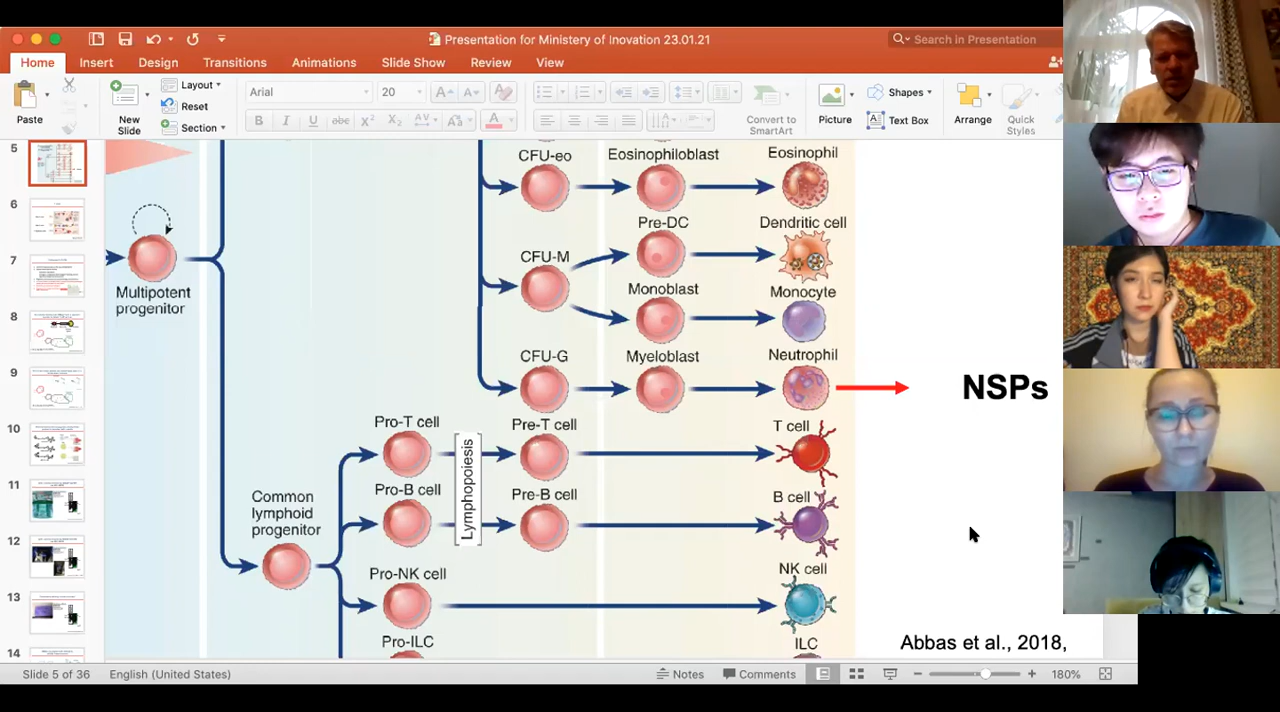 Presentation for Ministery of Inovation 23.01.21
Search in Presentation
Home
Insert
Design
Transitions
Animations
Slide Show
Review
View
Paste
New
Slide
Layout
Reset
Section
Arial
20
B
I
U
abc
X²
X₂
AV
Aa
A
Convert to
SmartArt
Picture
Shapes
Text Box
Arrange
Quick
Styles
5
6
7
8
9
10
11
12
13
14
CFU-eo
Eosinophiloblast
Eosinophil
Pre-DC
Dendritic cell
CFU-M
Monoblast
Monocyte
Multipotent
progenitor
CFU-G
Myeloblast
Neutrophil
NSPs
Pro-T cell
Pre-T cell
T cell
Lymphopoiesis
Pro-B cell
Pre-B cell
B cell
Common
lymphoid
progenitor
Pro-NK cell
NK cell
Pro-ILC
ILC
Abbas et al., 2018,
Slide 5 of 36
English (United States)
Notes
Comments
180%